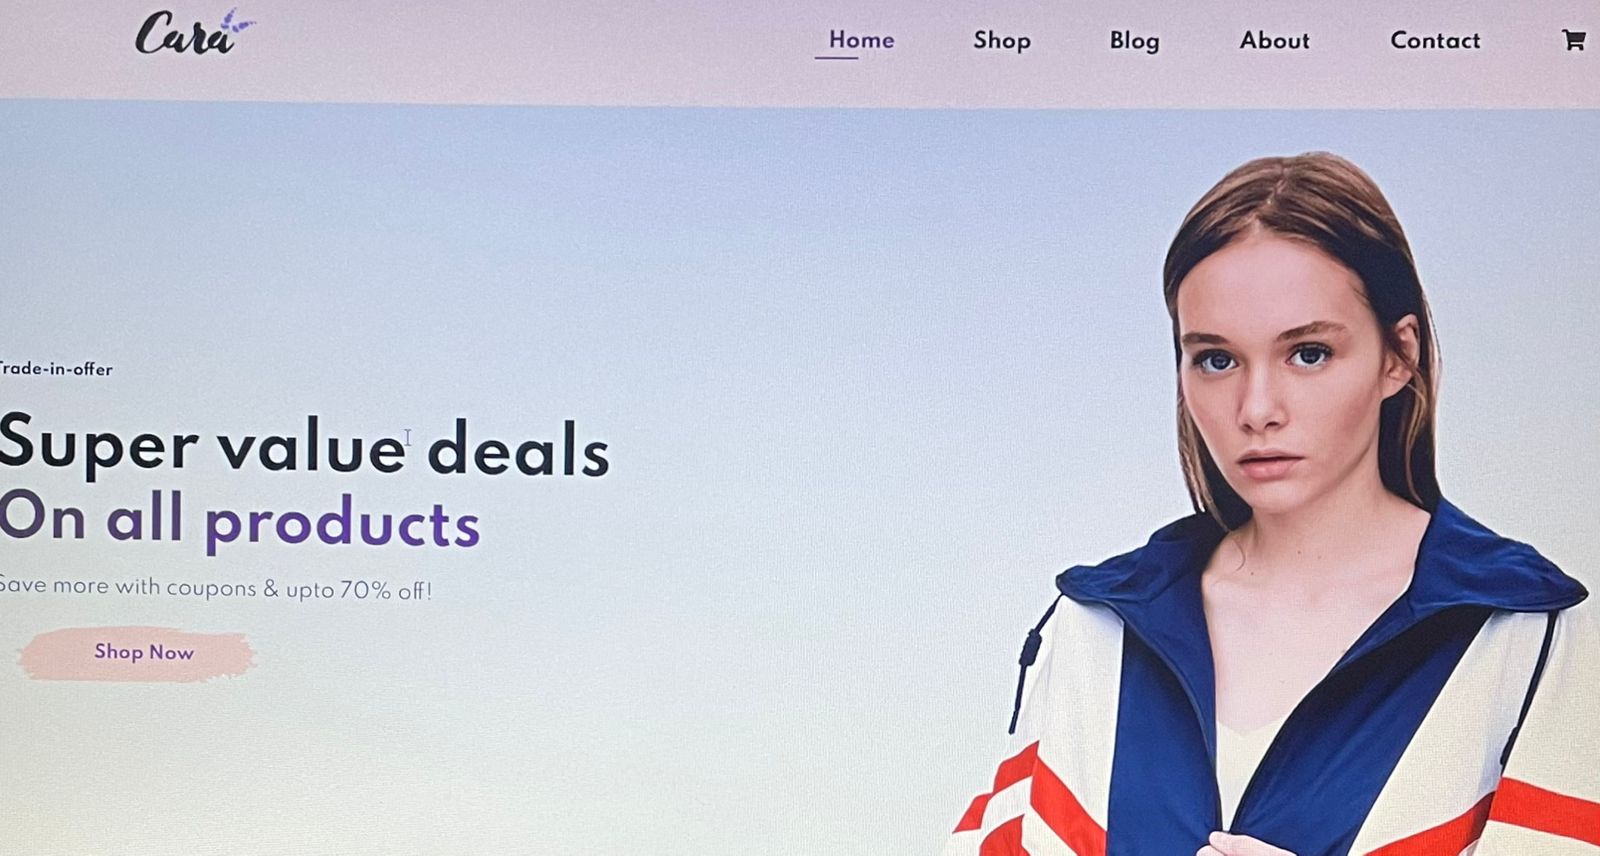 Cara
Home Shop Blog About Contact
Trade-in-offer
Super value deals
On all products
Save more with coupons & upto 70% off!
Shop Now